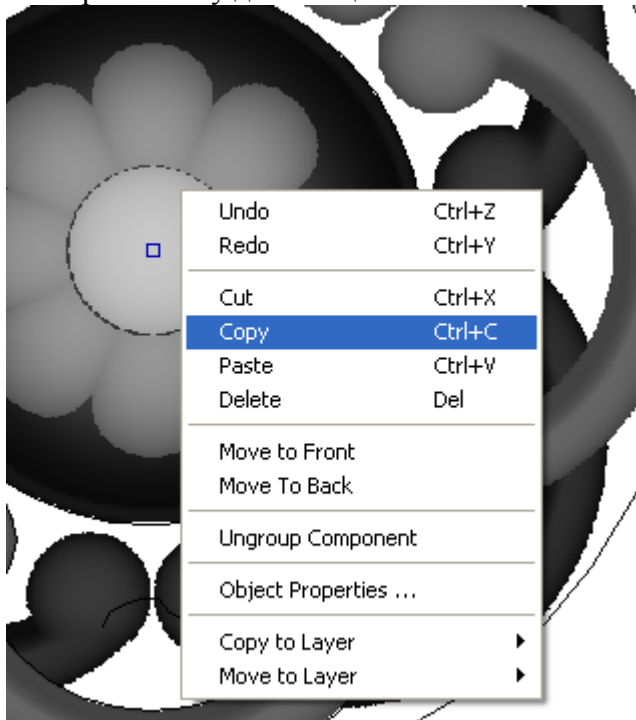 Undo Ctrl+Z
Redo Ctrl+Y
Cut Ctrl+X
Copy Ctrl+C
Paste Ctrl+V
Delete Del
Move to Front
Move To Back
Ungroup Component
Object Properties ...
Copy to Layer
Move to Layer